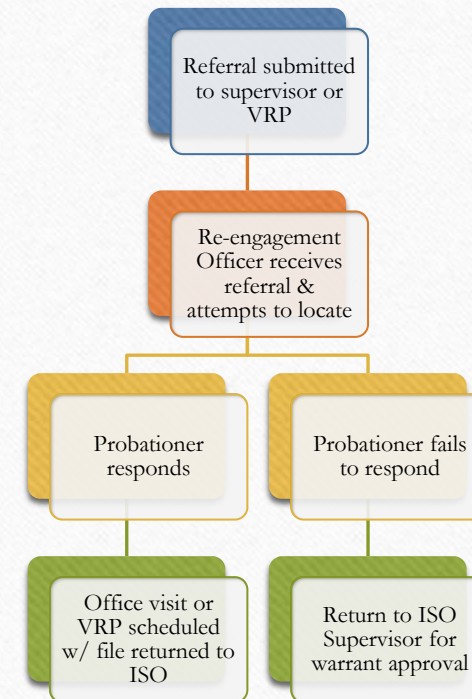 Referral submitted
to supervisor or
VRP
Re-engagement
Officer receives
referral &
attempts to locate
Probationer
responds
Probationer fails
to respond
Office visit or
VRP scheduled
w/ file returned to
ISO
Return to ISO
Supervisor for
warrant approval